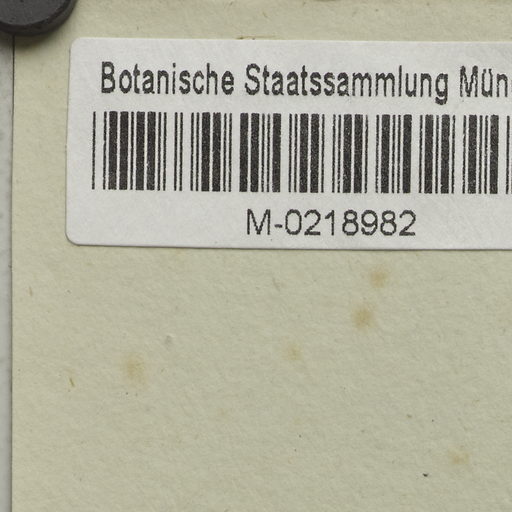 Botanische Staatssammlung Mün
M-0218982